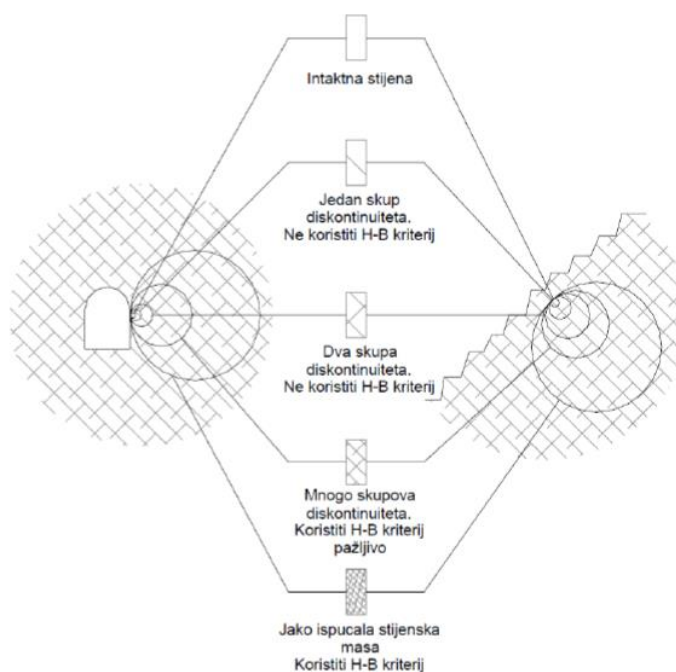 Intaktna stijena
Jedan skup
diskontinuiteta.
Ne koristiti H-B kriterij
Dva skupa
diskontinuiteta.
Ne koristiti H-B kriterij
Mnogo skupova
diskontinuiteta.
Koristiti H-B kriterij
pažljivo
Jako ispucala stijenska
masa
Koristiti H-B kriterij